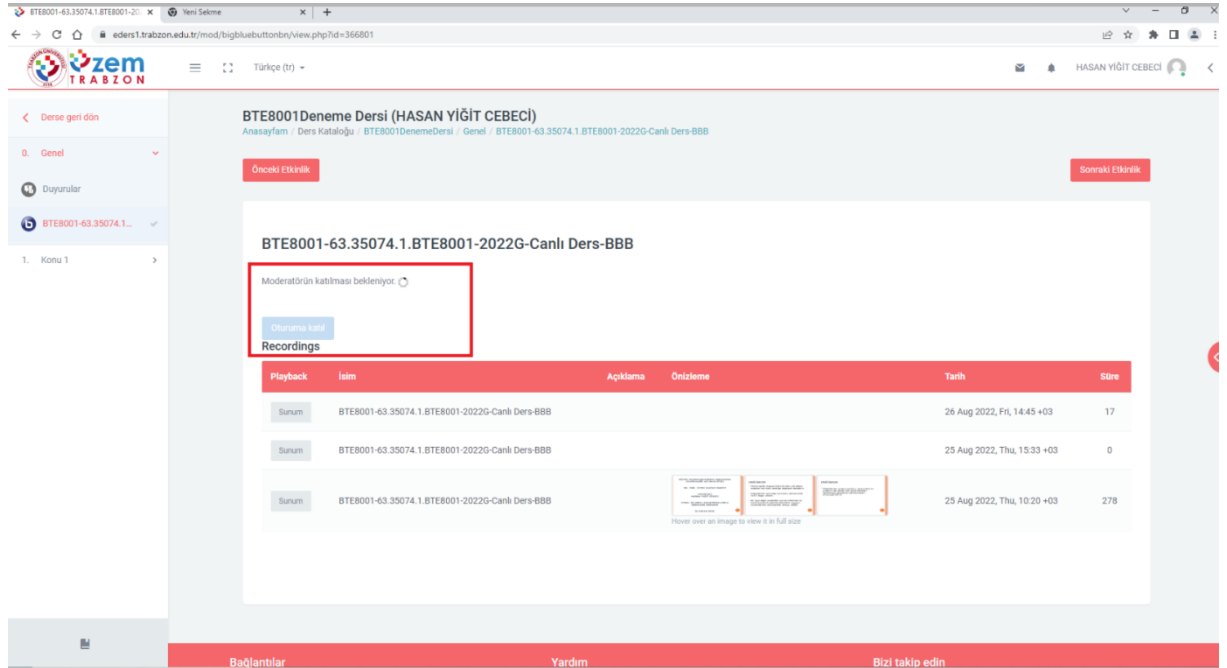 BTE8001-63.35074.1.BTE8001-20
Yeni Sekme
eders1.trabzon.edu.tr/mod/bigbluebuttonbn/view.php?id=366801
özem
TRABZON
Türkçe (tr)
HASAN YİĞİT CEBECİ
Derse geri dön
0. Genel
Duyurular
BTE8001-63.35074.1...
1. Konu 1
BTE8001Deneme Dersi (HASAN YİĞİT CEBECİ)
Anasayfam / Ders Kataloğu / BTE8001DenemeDersi / Genel / BTE8001-63.35074.1.BTE8001-2022G-Canlı Ders-BBB
Önceki Etkinlik
Sonraki Etkinlik
BTE8001-63.35074.1.BTE8001-2022G-Canlı Ders-BBB
Moderatörün katılması bekleniyor.
Oturuma katıl
Recordings
Playback İsim Açıklama Önizleme Tarih Süre
Sunum BTE8001-63.35074.1.BTE8001-2022G-Canlı Ders-BBB 26 Aug 2022, Fri, 14:45 +03 17
Sunum BTE8001-63.35074.1.BTE8001-2022G-Canlı Ders-BBB 25 Aug 2022, Thu, 15:33 +03 0
Sunum BTE8001-63.35074.1.BTE8001-2022G-Canlı Ders-BBB 25 Aug 2022, Thu, 10:20 +03 278
Hover over an image to view it in full size
Bağlantılar Yardım Bizi takip edin